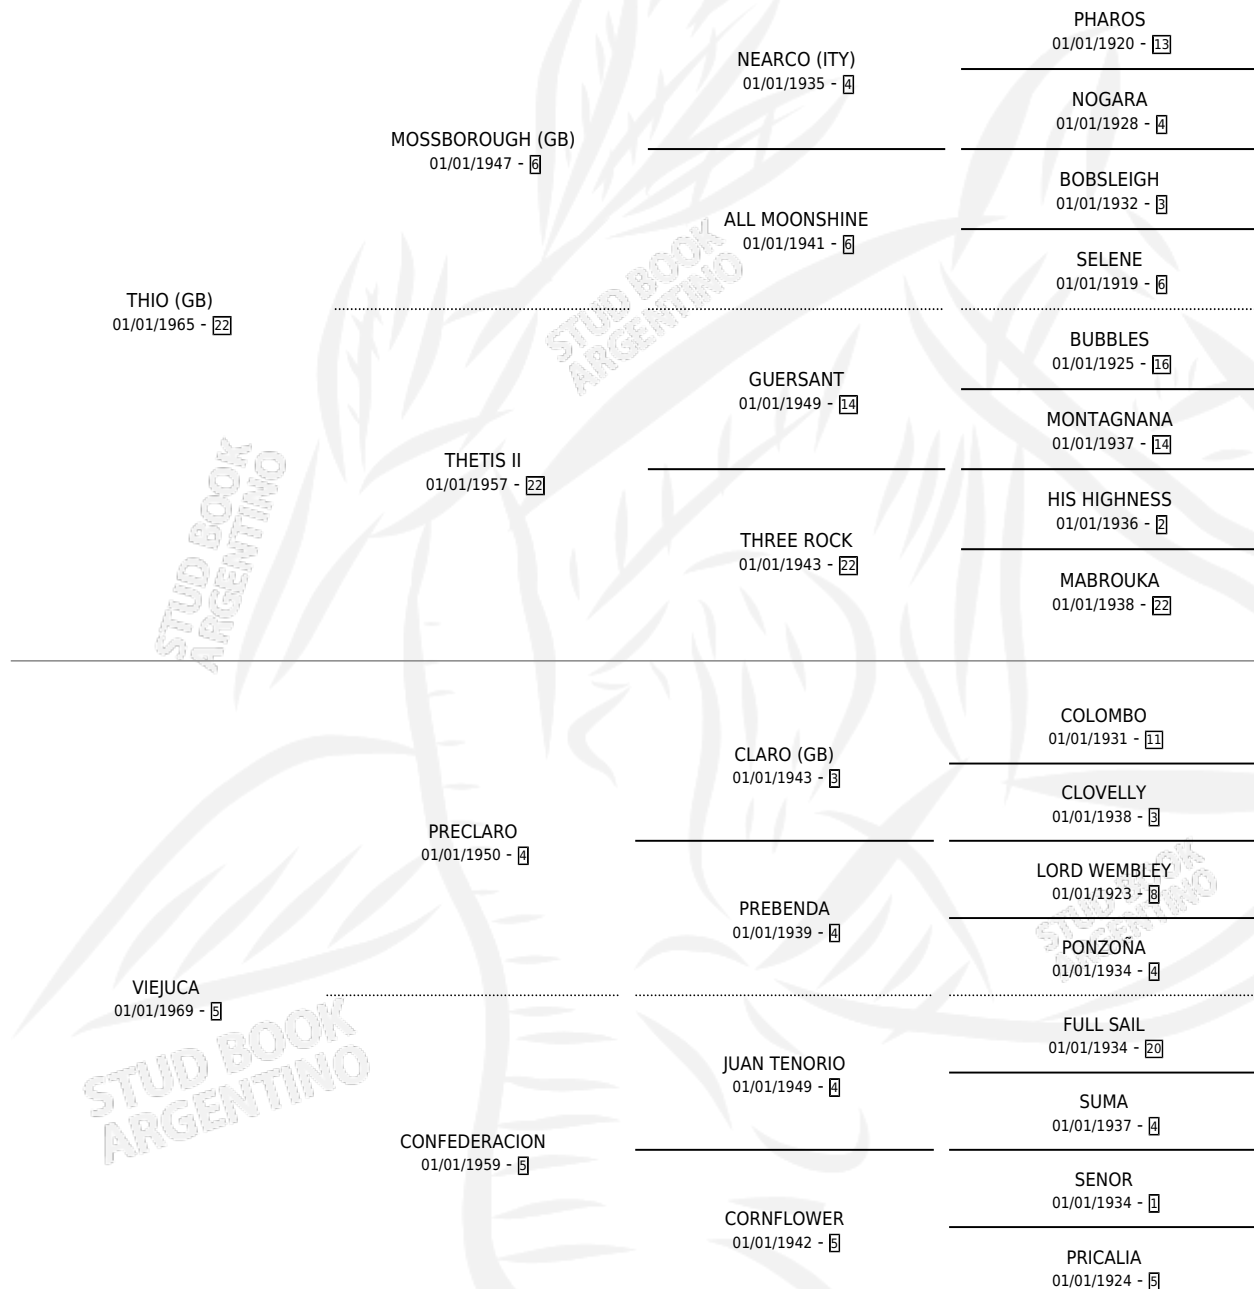 PHAROS
01/01/1920 - 13
NEARCO (ITY)
01/01/1935 - 4
NOGARA
01/01/1928 - 4
MOSSBOROUGH (GB)
01/01/1947 - 6
BOBSLEIGH
01/01/1932 - 3
ALL MOONSHINE
01/01/1941 - 6
SELENE
01/01/1919 - 6
STUD BOOK
ARGENTINO
THIO (GB)
01/01/1965 - 22
BUBBLES
01/01/1925 - 16
GUERSANT
01/01/1949 - 14
MONTAGNANA
01/01/1937 - 14
THETIS II
01/01/1957 - 22
HIS HIGHNESS
01/01/1936 - 2
THREE ROCK
01/01/1943 - 22
MABROUKA
01/01/1938 - 22
STUD BOOK
ARGENTINO
COLOMBO
01/01/1931 - 11
CLARO (GB)
01/01/1943 - 3
CLOVELLY
01/01/1938 - 3
PRECLARO
01/01/1950 - 4
LORD WEMBLEY
01/01/1923 - 8
PREBENDA
01/01/1939 - 4
PONZOÑA
01/01/1934 - 4
STUD BOOK
ARGENTINO
VIEJUCA
01/01/1969 - 5
FULL SAIL
01/01/1934 - 20
JUAN TENORIO
01/01/1949 - 4
SUMA
01/01/1937 - 4
STUD BOOK
ARGENTINO
CONFEDERACION
01/01/1959 - 5
SENOR
01/01/1934 - 1
CORNFLOWER
01/01/1942 - 5
PRICALIA
01/01/1924 - 5